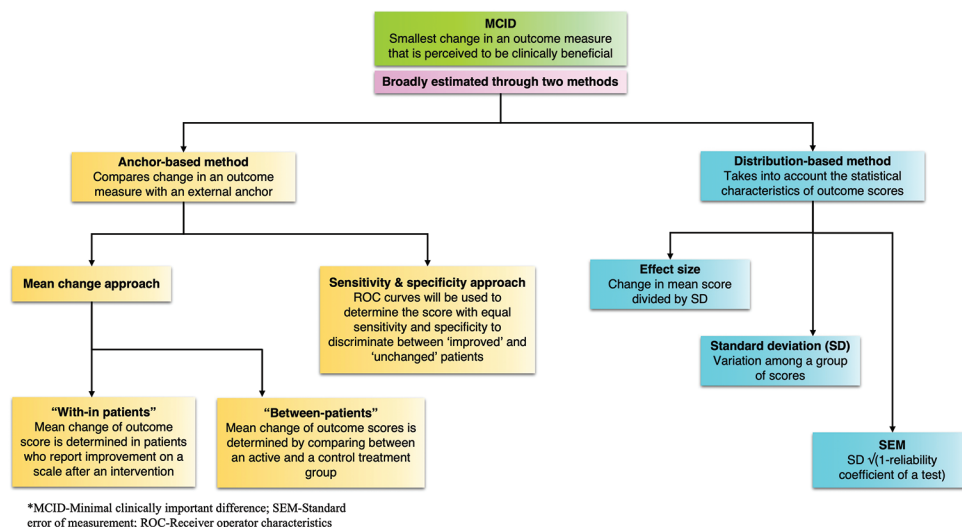 MCID
Smallest change in an outcome measure
that is perceived to be clinically beneficial
Broadly estimated through two methods
Anchor-based method
Compares change in an outcome
measure with an external anchor
Distribution-based method
Takes into account the statistical
characteristics of outcome scores
Mean change approach
Sensitivity & specificity approach
ROC curves will be used to
determine the score with equal
sensitivity and specificity to
discriminate between ‘improved’ and
‘unchanged’ patients
Effect size
Change in mean score
divided by SD
Standard deviation (SD)
Variation among a group
of scores
“With-in patients”
Mean change of outcome
score is determined in patients
who report improvement on a
scale after an intervention
“Between-patients”
Mean change of outcome scores is
determined by comparing between
an active and a control treatment
group
SEM
SD √(1-reliability
coefficient of a test)
*MCID-Minimal clinically important difference; SEM-Standard
error of measurement; ROC-Receiver operator characteristics